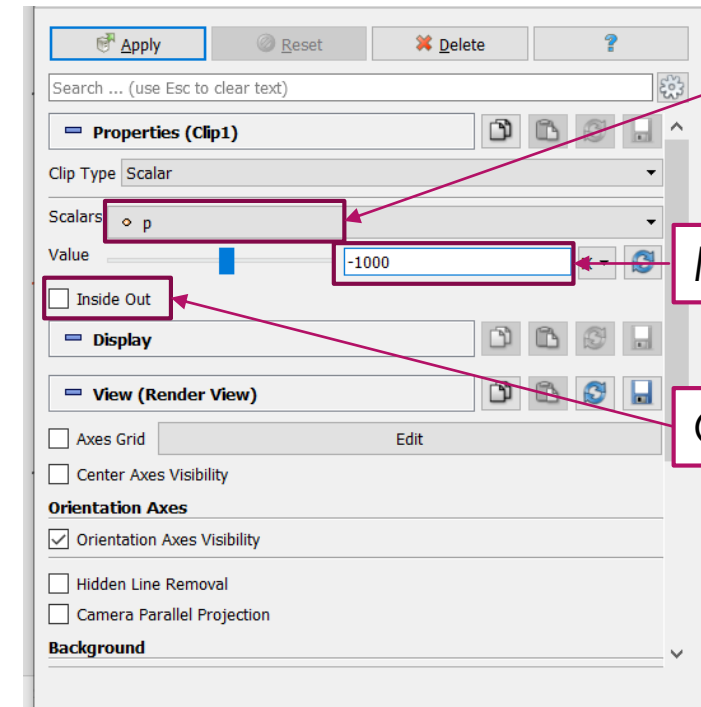 Apply Reset Delete ?
Search ... (use Esc to clear text)
Properties (Clip1)
Clip Type Scalar
Scalars p
Value -1000
Inside Out
Display
View (Render View)
Axes Grid Edit
Center Axes Visibility
Orientation Axes
Orientation Axes Visibility
Hidden Line Removal
Camera Parallel Projection
Background